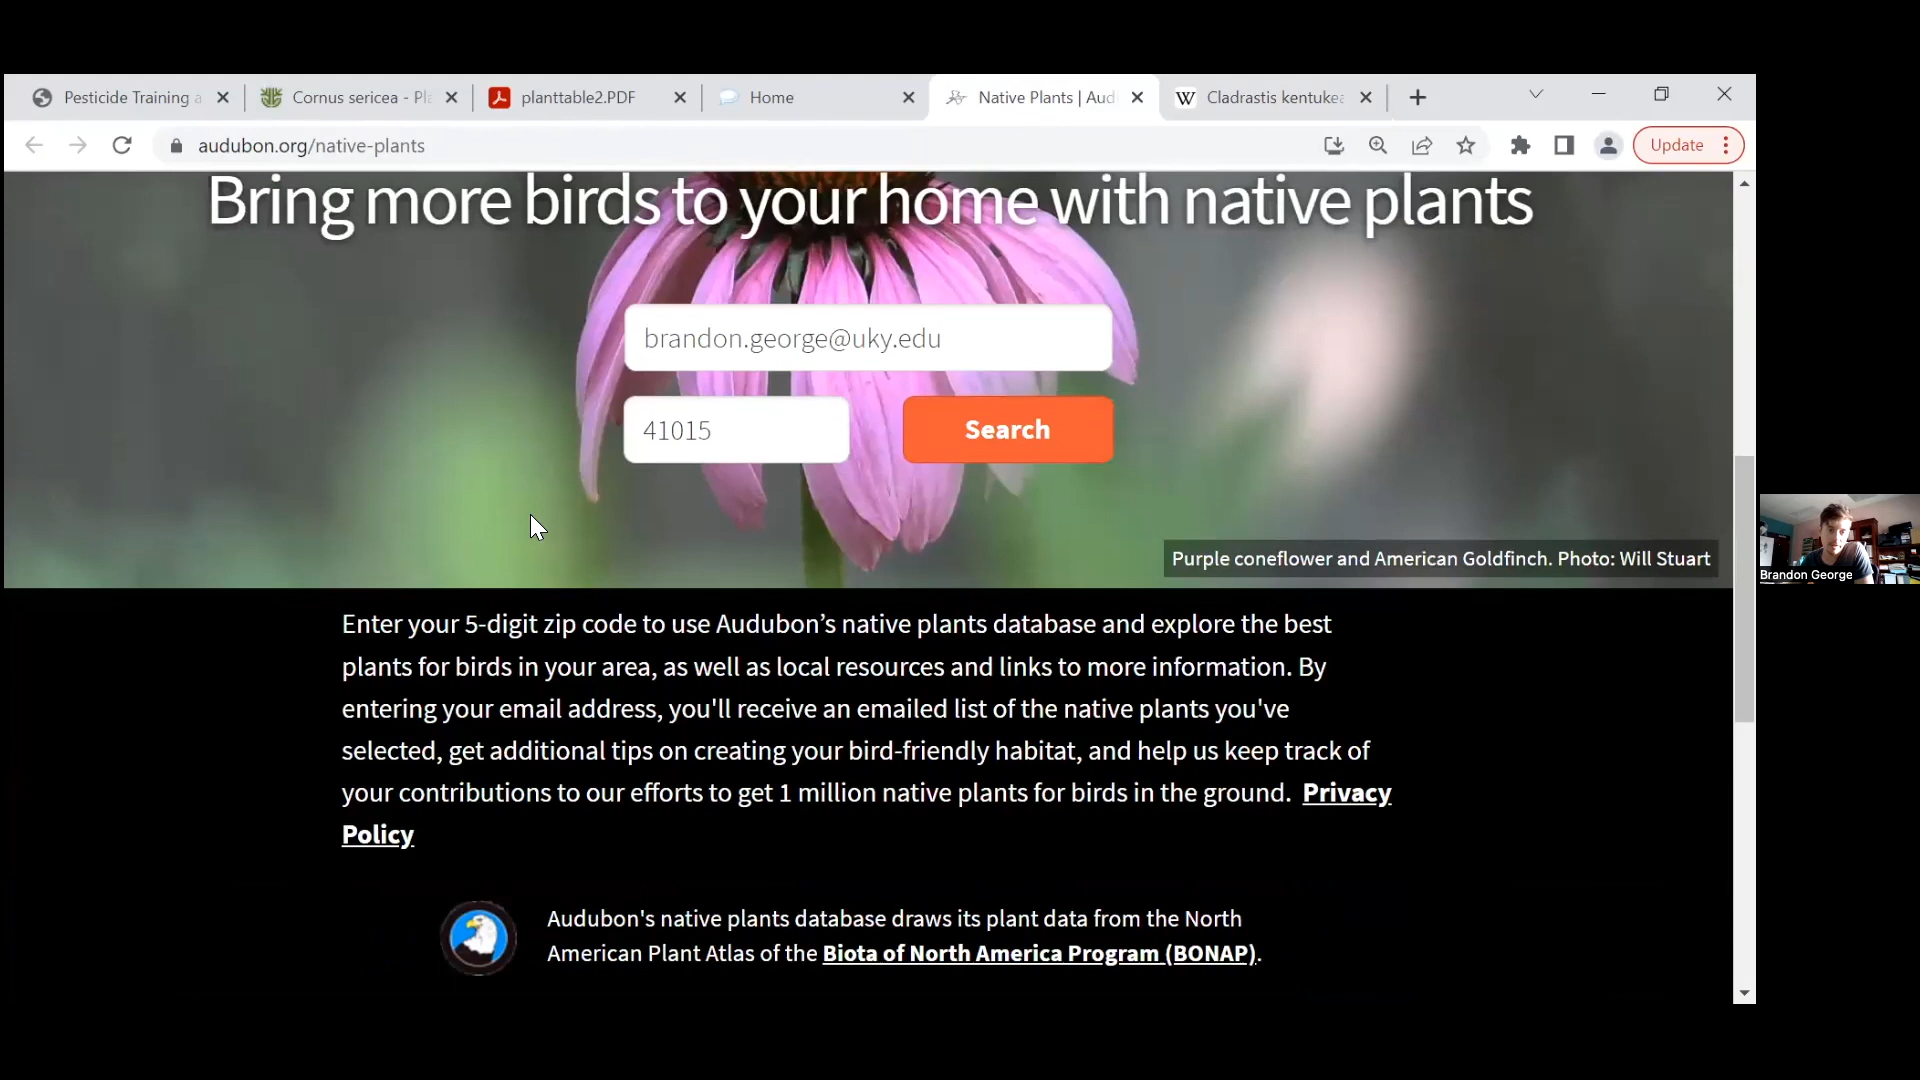 Pesticide Training a
Cornus sericea - Pla
planttable2.PDF
Home
Native Plants | Aud
W Cladrastis kentukea
audubon.org/native-plants
Update
Bring more birds to your home with native plants
brandon.george@uky.edu
41015
Search
Purple coneflower and American Goldfinch. Photo: Will Stuart
Brandon George
Enter your 5-digit zip code to use Audubon’s native plants database and explore the best
plants for birds in your area, as well as local resources and links to more information. By
entering your email address, you'll receive an emailed list of the native plants you've
selected, get additional tips on creating your bird-friendly habitat, and help us keep track of
your contributions to our efforts to get 1 million native plants for birds in the ground. Privacy
Policy
Audubon's native plants database draws its plant data from the North
American Plant Atlas of the Biota of North America Program (BONAP).